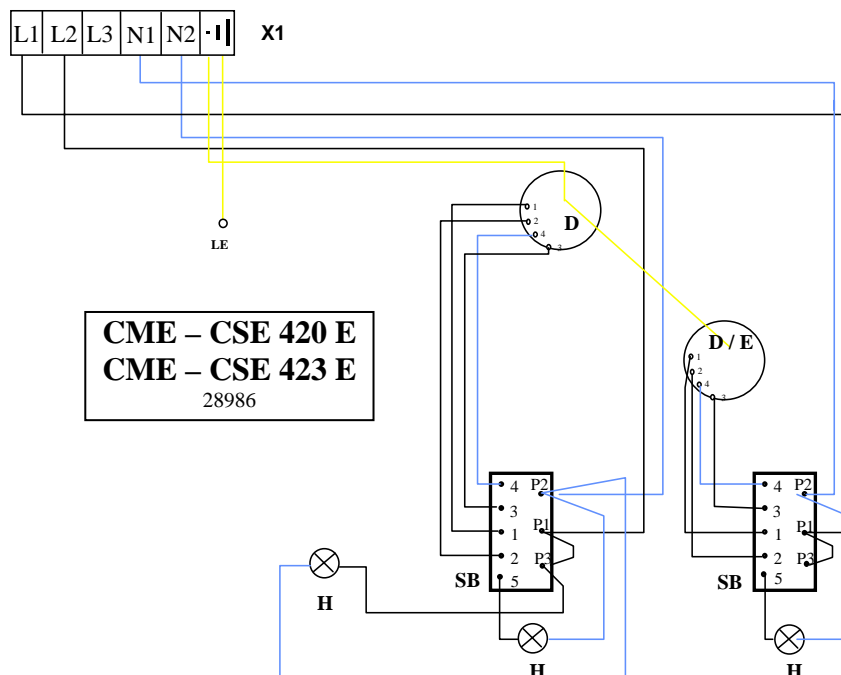 L1 L2 L3 N1 N2 X1
LE
D
1
2
4
3
D / E
1
2
4
3
CME – CSE 420 E
CME – CSE 423 E
28986
4 P2
3
1 P1
2 P3
5
SB
H
H
4 P2
3
1 P1
2 P3
5
SB
H